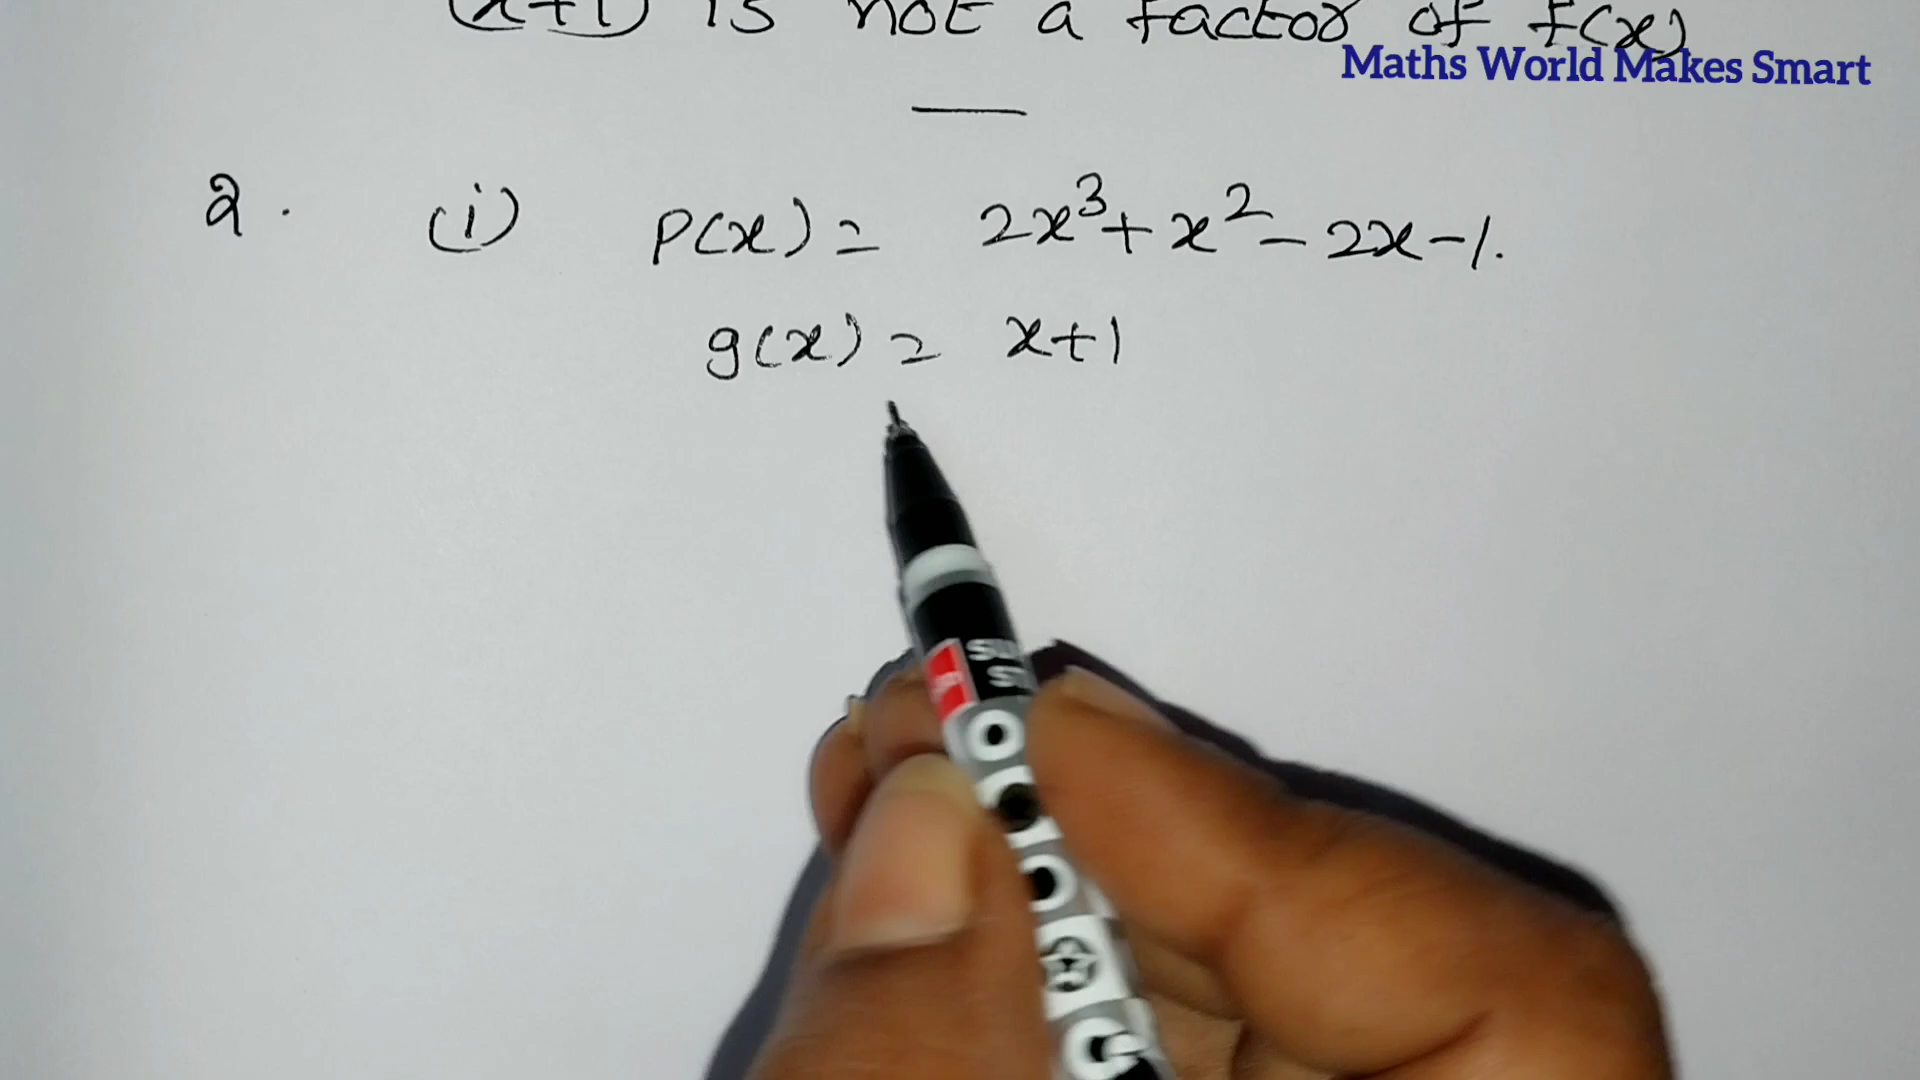 (x+1) is not a factor of f(x)
Maths World Makes Smart
2. (i) p(x) = 2x³+x²-2x-1.
g(x) = x+1